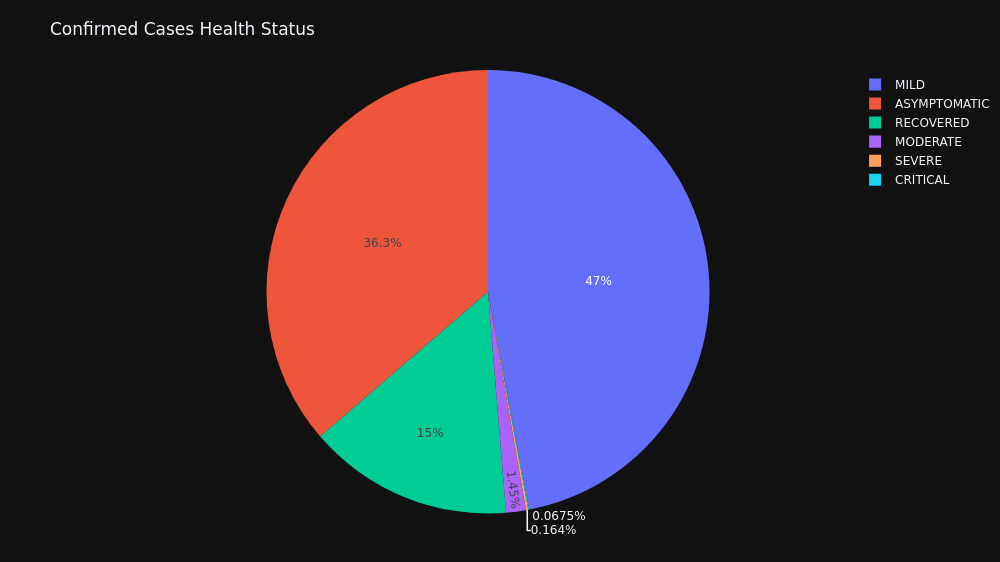 Confirmed Cases Health Status
MILD
ASYMPTOMATIC
RECOVERED
MODERATE
SEVERE
CRITICAL
36.3%
47%
15%
1.45%
0.0675%
0.164%